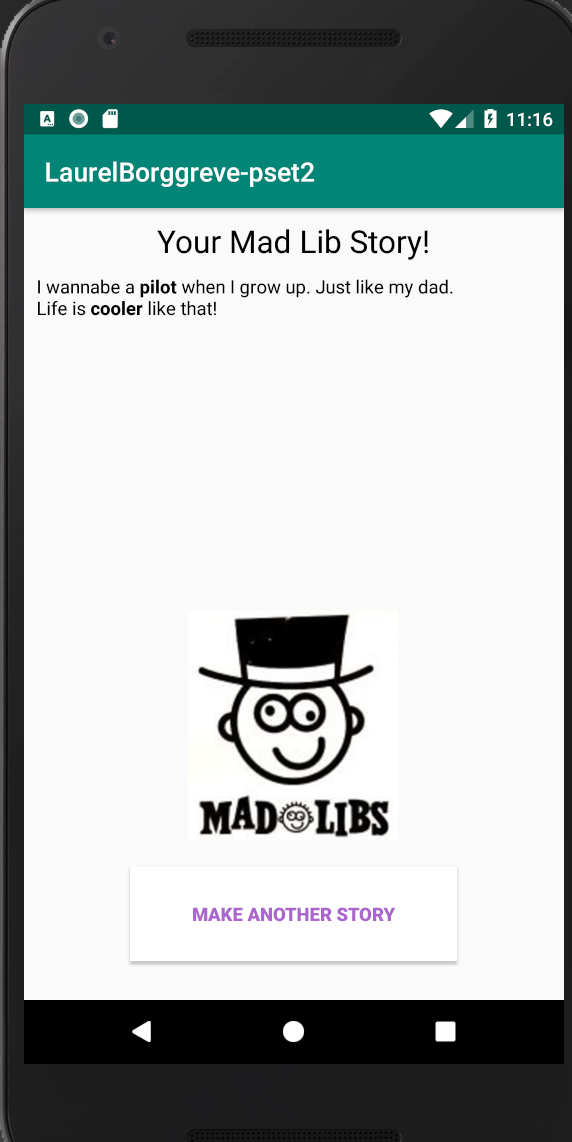 11:16
LaurelBorggreve-pset2
Your Mad Lib Story!
I wannabe a pilot when I grow up. Just like my dad.
Life is cooler like that!
MAD LIBS
MAKE ANOTHER STORY